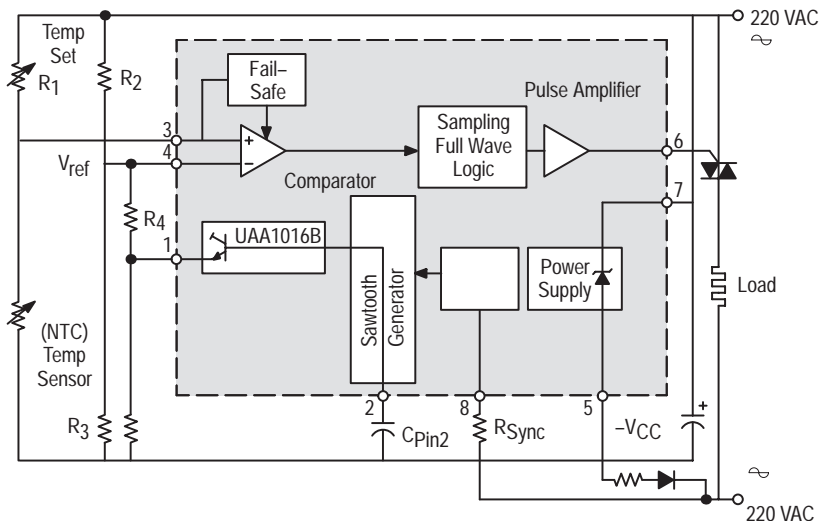 220 VAC
Temp
Set
R1
R2
Fail–
Safe
Pulse Amplifier
Sampling
Full Wave
Logic
3
+
4
–
6
Vref
Comparator
7
R4
1
UAA1016B
Sawtooth
Generator
Power
Supply
Load
(NTC)
Temp
Sensor
2
8
5
R3
CPin2
RSync
–VCC
+
220 VAC